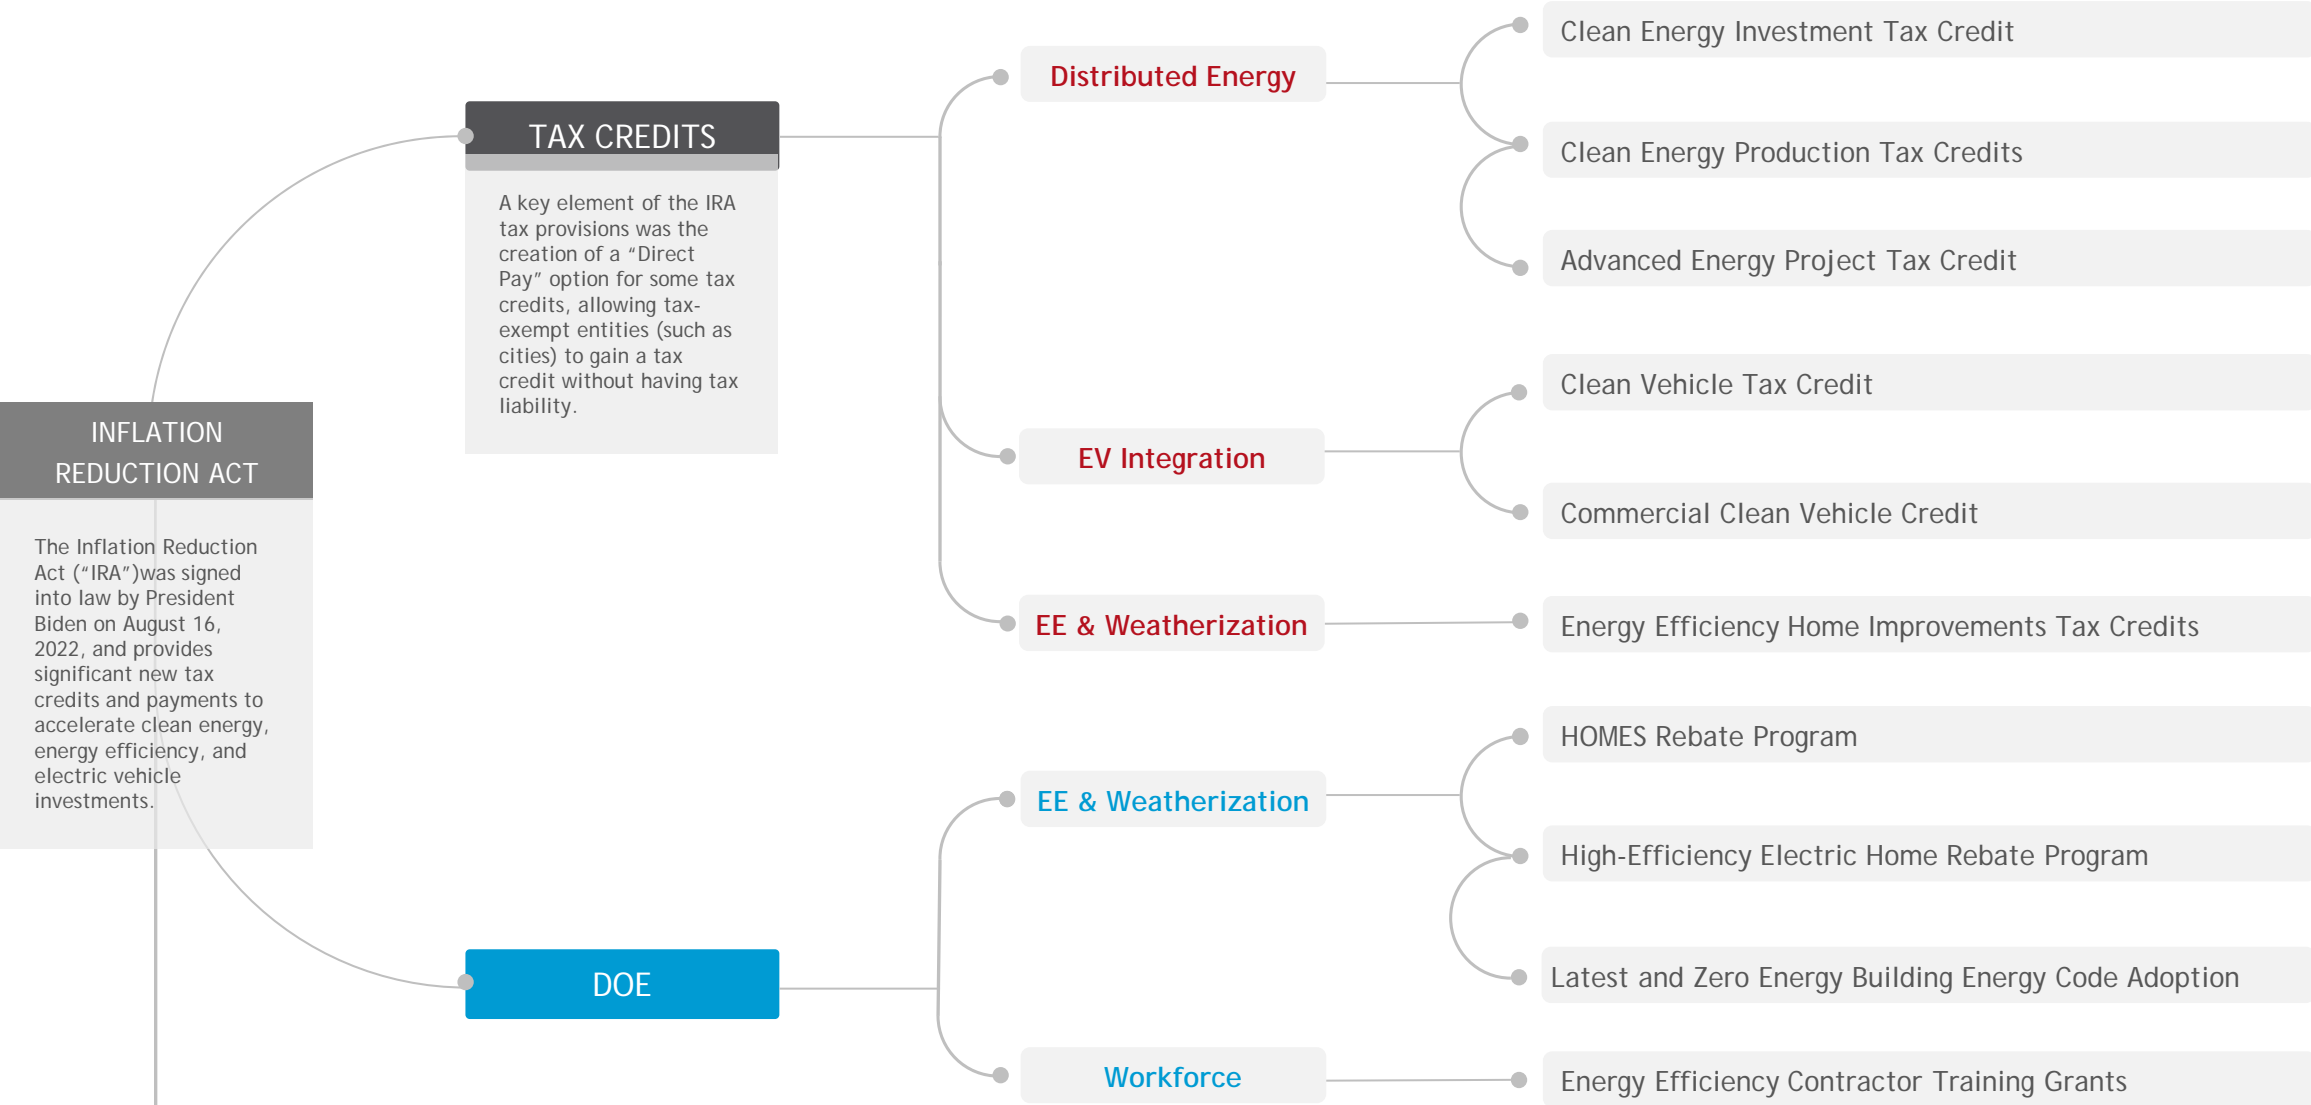 INFLATION
REDUCTION ACT
The Inflation Reduction
Act (“IRA”)was signed
into law by President
Biden on August 16,
2022, and provides
significant new tax
credits and payments to
accelerate clean energy,
energy efficiency, and
electric vehicle
investments.
TAX CREDITS
A key element of the IRA
tax provisions was the
creation of a “Direct
Pay” option for some tax
credits, allowing tax-
exempt entities (such as
cities) to gain a tax
credit without having tax
liability.
Distributed Energy
Clean Energy Investment Tax Credit
Clean Energy Production Tax Credits
Advanced Energy Project Tax Credit
EV Integration
Clean Vehicle Tax Credit
Commercial Clean Vehicle Credit
EE & Weatherization
Energy Efficiency Home Improvements Tax Credits
DOE
EE & Weatherization
HOMES Rebate Program
High-Efficiency Electric Home Rebate Program
Latest and Zero Energy Building Energy Code Adoption
Workforce
Energy Efficiency Contractor Training Grants